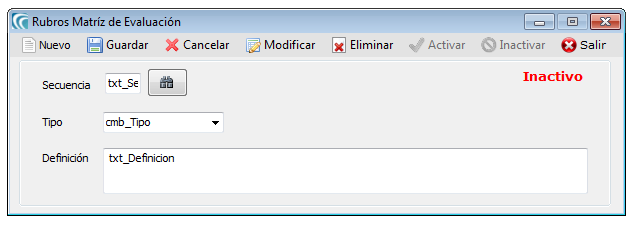 Rubros Matríz de Evaluación
Nuevo Guardar Cancelar Modificar Eliminar Activar Inactivar Salir
Inactivo
Secuencia txt_Se
Tipo cmb_Tipo
Definición txt_Definicion